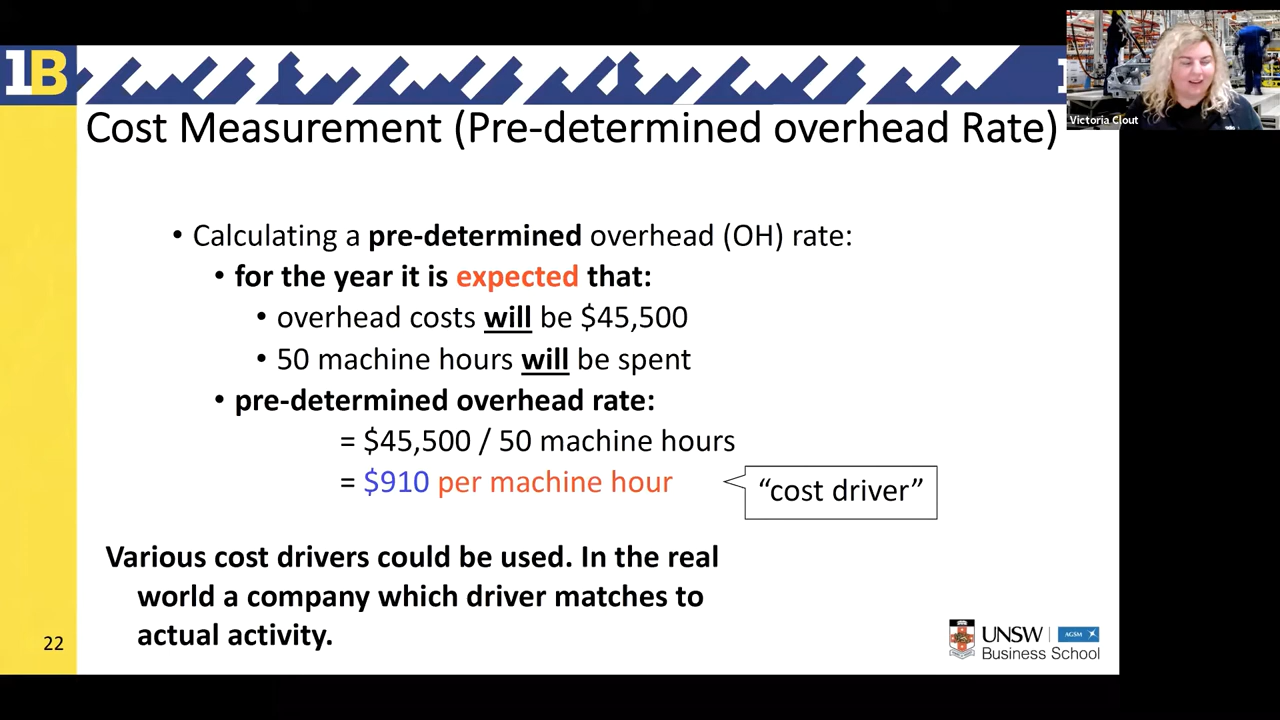 1B
Victoria Clout
Cost Measurement (Pre-determined overhead Rate)
• Calculating a pre-determined overhead (OH) rate:
• for the year it is expected that:
• overhead costs will be $45,500
• 50 machine hours will be spent
• pre-determined overhead rate:
= $45,500 / 50 machine hours
= $910 per machine hour
“cost driver”
Various cost drivers could be used. In the real
world a company which driver matches to
actual activity.
22
UNSW
AGSM
Business School